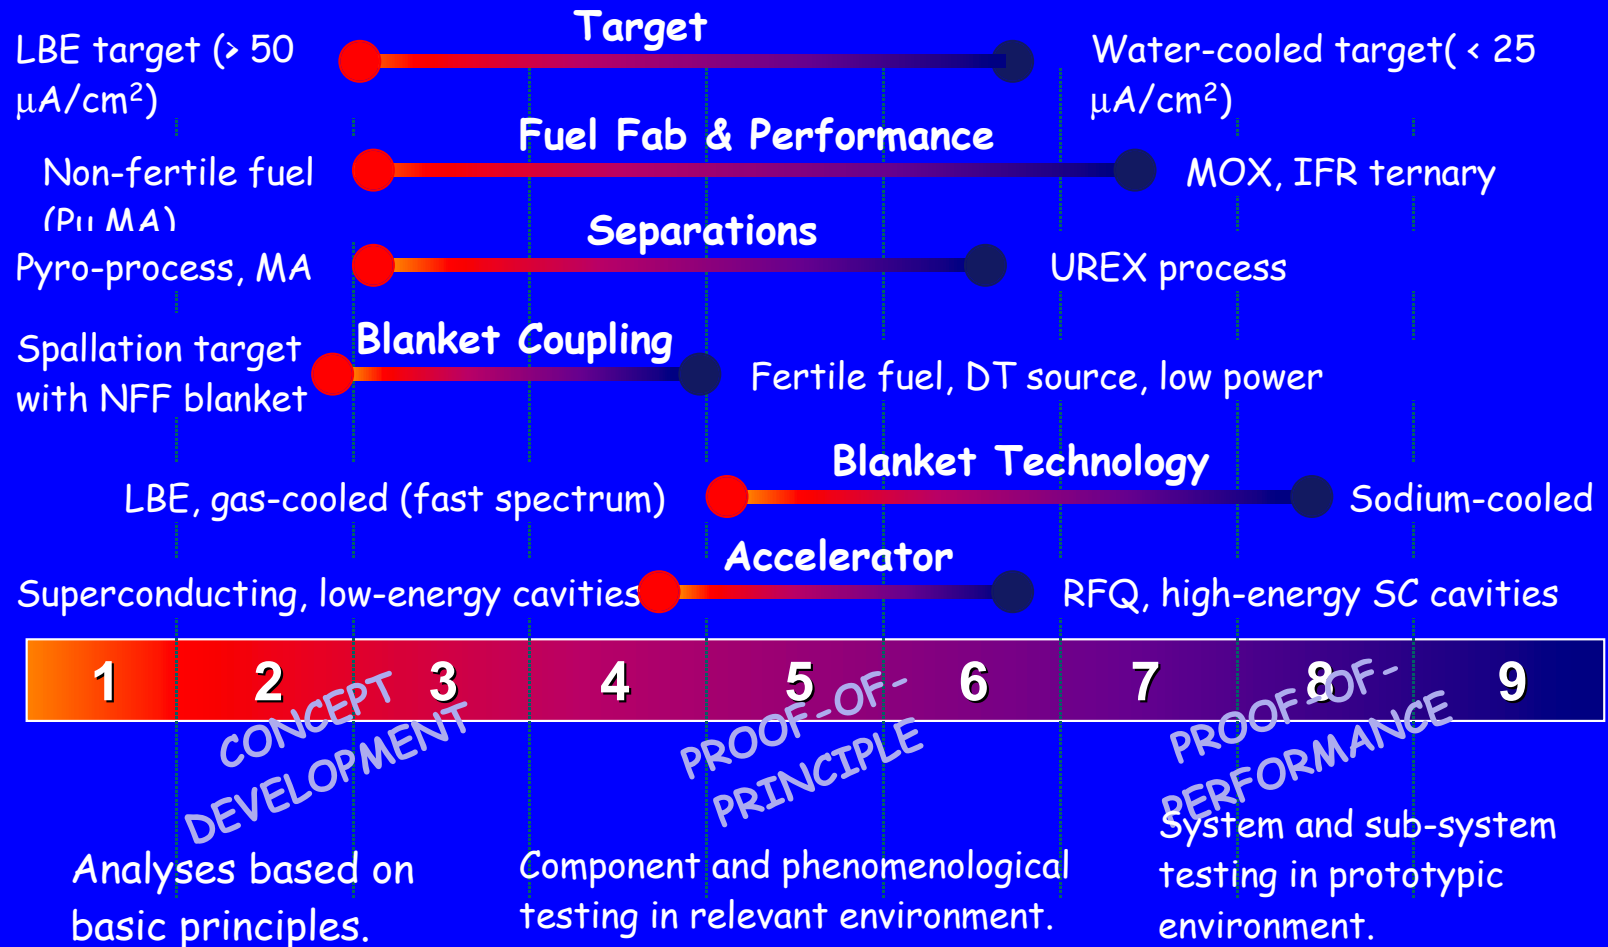 Target
LBE target (> 50
μA/cm²)
Water-cooled target( < 25
μA/cm²)
Fuel Fab & Performance
Non-fertile fuel
(Pu MA)
MOX, IFR ternary
Separations
Pyro-process, MA
UREX process
Blanket Coupling
Spallation target
with NFF blanket
Fertile fuel, DT source, low power
Blanket Technology
LBE, gas-cooled (fast spectrum)
Sodium-cooled
Accelerator
Superconducting, low-energy cavities
RFQ, high-energy SC cavities
1 2 3 4 5 6 7 8 9
CONCEPT
DEVELOPMENT
PROOF-OF-
PRINCIPLE
PROOF-OF-
PERFORMANCE
Analyses based on
basic principles.
Component and phenomenological
testing in relevant environment.
System and sub-system
testing in prototypic
environment.